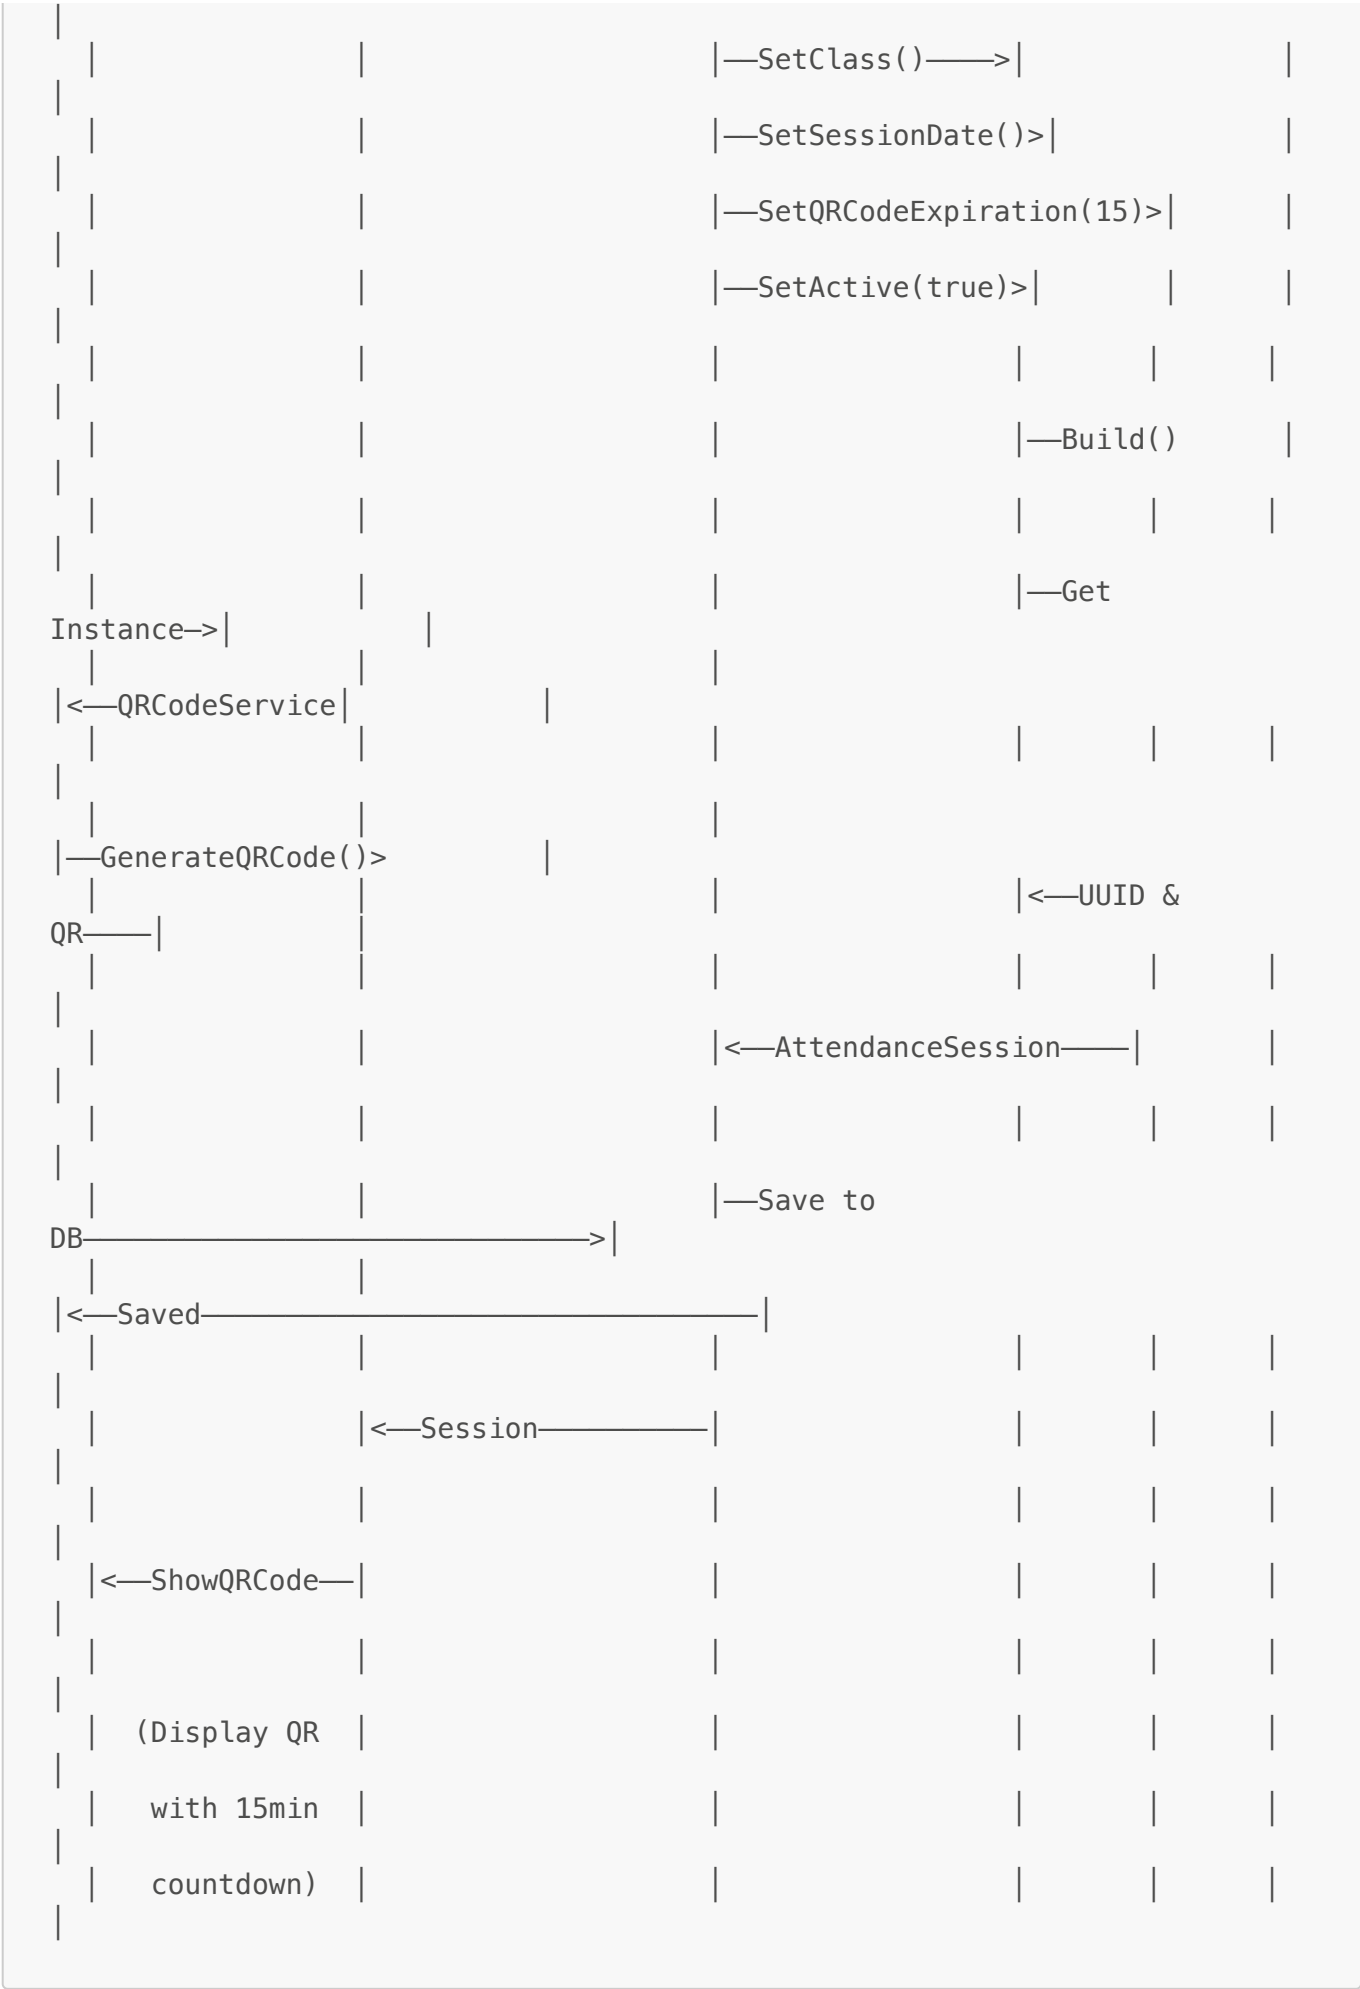 |
  |               |                    |——SetClass()————>|               |
|
  |               |                    |——SetSessionDate()>|             |
|
  |               |                    |——SetQRCodeExpiration(15)>|      |
|
  |               |                    |——SetActive(true)>|       |      |
|
  |               |                    |                 |       |      |
|
  |               |                    |                 |——Build()      |
|
  |               |                    |                 |       |      |
|
  |               |                    |                 |——Get
Instance—>|           |
  |               |                    |
|<——QRCodeService|           |
  |               |                    |                 |       |      |
|
  |               |                    |
|——GenerateQRCode()>         |
  |               |                    |                 |<——UUID &
QR————|           |
  |               |                    |                 |       |      |
|
  |               |                    |<——AttendanceSession————|       |
|
  |               |                    |                 |       |      |
|
  |               |                    |——Save to
DB——————————————————————————————>|
  |               |
|<——Saved—————————————————————————————————|
  |               |                    |                 |       |      |
|
  |               |<——Session——————————|                 |       |      |
|
  |               |                    |                 |       |      |
|
  |<——ShowQRCode——|                    |                 |       |      |
|
  |               |                    |                 |       |      |
|
  |  (Display QR  |                    |                 |       |      |
|
  |   with 15min  |                    |                 |       |      |
|
  |   countdown)  |                    |                 |       |      |
|